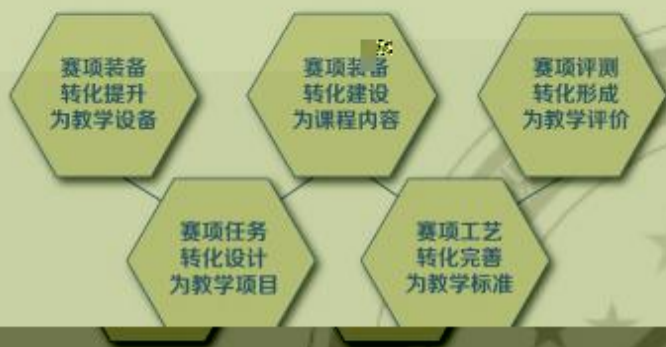 赛项装备
转化提升
为教学设备
赛项装备
转化建设
为课程内容
赛项评测
转化形成
为教学评价
赛项任务
转化设计
为教学项目
赛项工艺
转化完善
为教学标准